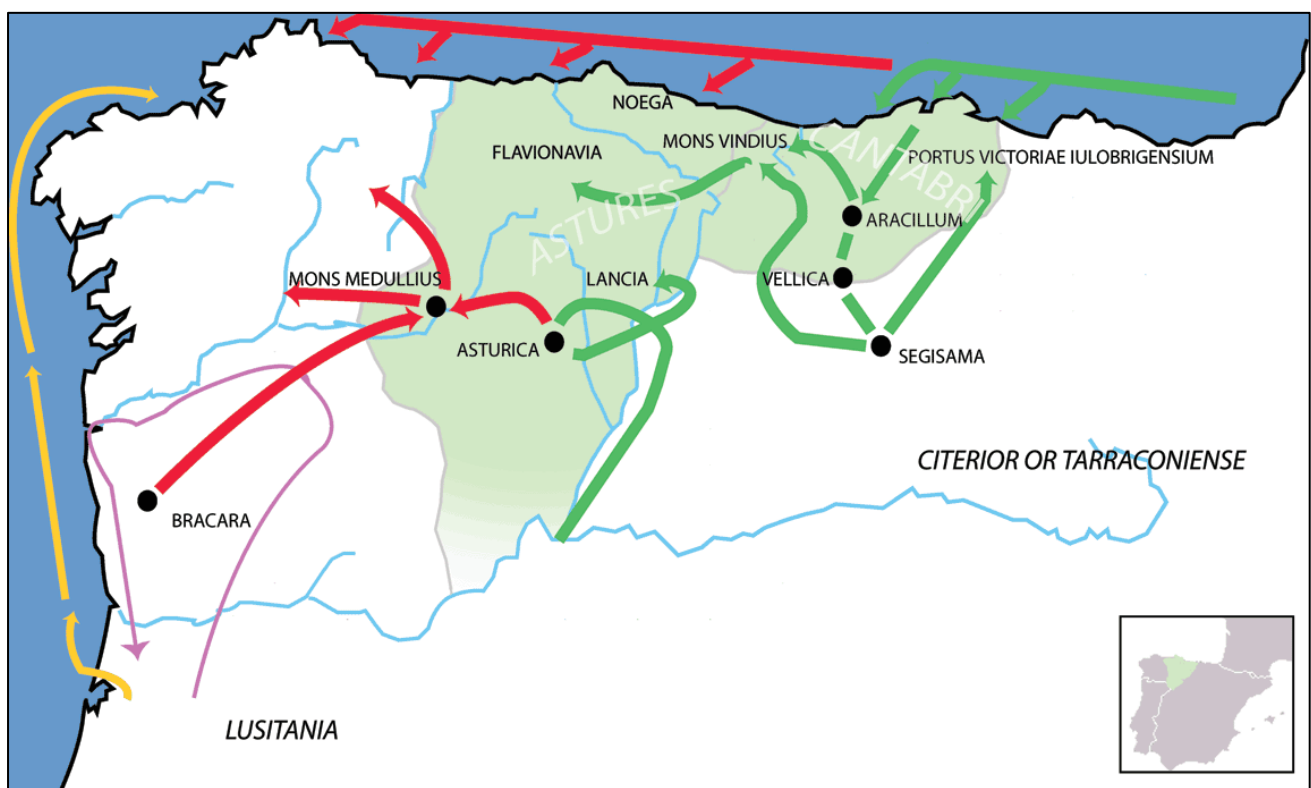 NOEGA
MONS VINDIUS
CANTABRI
FLAVIONAVIA
PORTUS VICTORIAE IULOBRIGENSIUM
ASTURES
ARACILLUM
MONS MEDULLIUS
LANCIA
VELLICA
ASTURICA
SEGISAMA
CITERIOR OR TARRACONIENSE
BRACARA
LUSITANIA